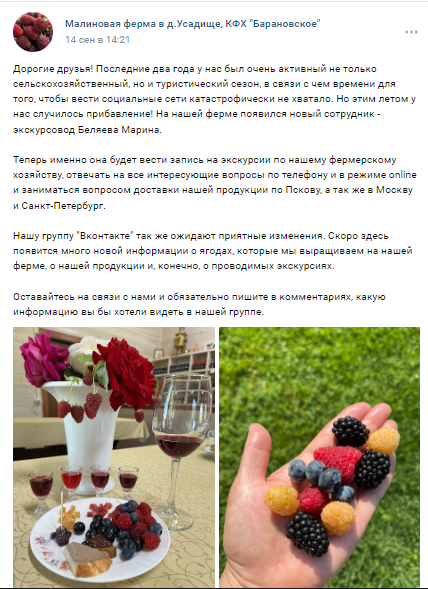 Малиновая ферма в д.Усадище, КФХ "Барановское"
14 сен в 14:21
Дорогие друзья! Последние два года у нас был очень активный не только
сельскохозяйственный, но и туристический сезон, в связи с чем времени для
того, чтобы вести социальные сети катастрофически не хватало. Но этим летом у
нас случилось прибавление! На нашей ферме появился новый сотрудник -
экскурсовод Беляева Марина.
Теперь именно она будет вести запись на экскурсии по нашему фермерскому
хозяйству, отвечать на все интересующие вопросы по телефону и в режиме online
и заниматься вопросом доставки нашей продукции по Пскову, а так же в Москву
и Санкт-Петербург.
Нашу группу "Вконтакте" так же ожидают приятные изменения. Скоро здесь
появится много новой информации о ягодах, которые мы выращиваем на нашей
ферме, о нашей продукции и, конечно, о проводимых экскурсиях.
Оставайтесь на связи с нами и обязательно пишите в комментариях, какую
информацию вы бы хотели видеть в нашей группе.